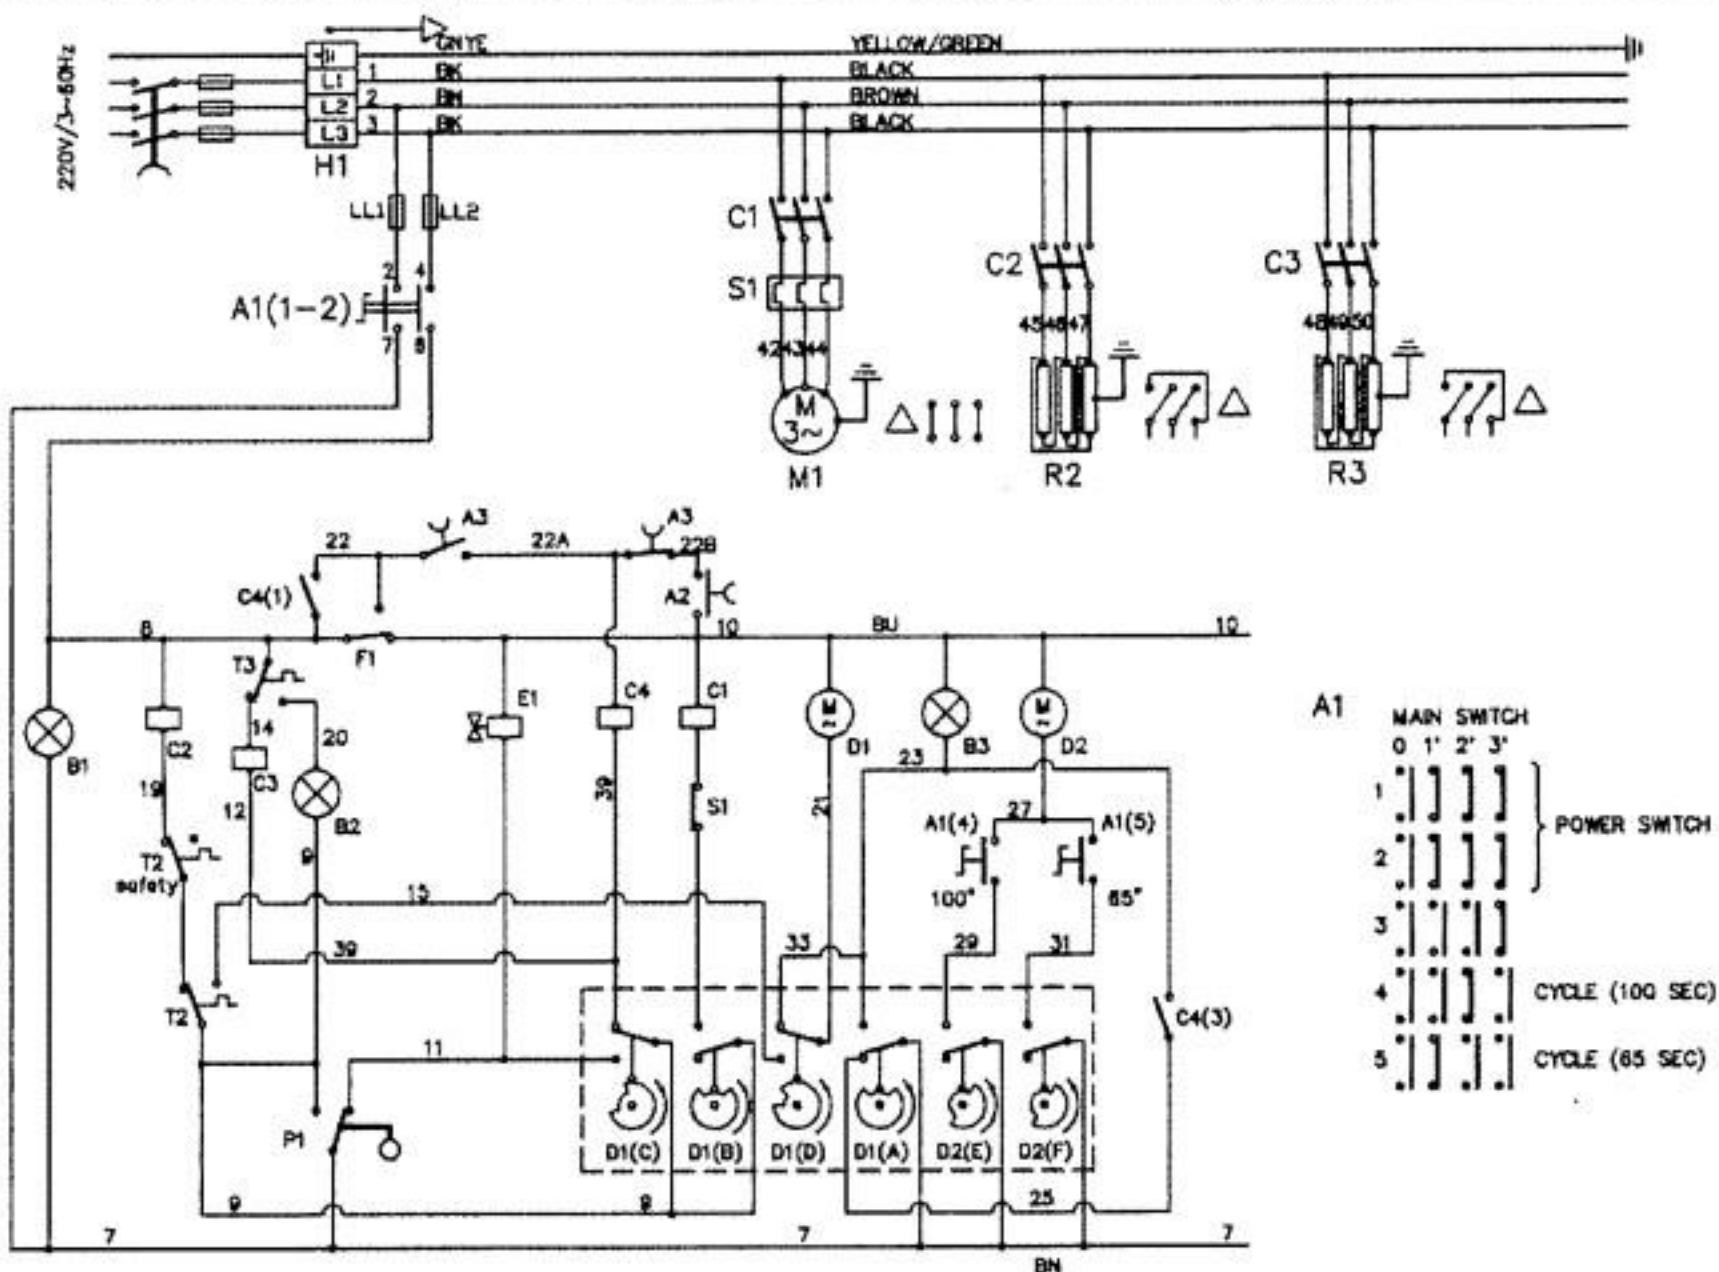 GNYE YELLOW/GREEN
220V/3~60Hz
L1 1 BK BLACK
L2 2 BN BROWN
L3 3 BK BLACK
H1
LL1 LL2
C1
C2
C3
2 4
S1
A1(1-2)
7 8
42 43 44
45 46 47
48 49 50
M
3~
M1
R2
R3
A3 A3
22 22A 22B
C4(1) A2
8 F1 10 BU 10
T3
E1 C4 C1
M
~
M
~
A1
MAIN SWITCH
0 1' 2' 3'
B1 C2 14 20 D1 B3 D2
C3 23
19 12 B2 39 S1 21
A1(4) 27 A1(5)
1
2
POWER SWITCH
T2
safety
9
15
100" 65"
3
39 33 29 31
4 CYCLE (100 SEC)
T2 C4(3)
11
5 CYCLE (65 SEC)
P1
D1(C) D1(B) D1(D) D1(A) D2(E) D2(F)
9 9 25
7 7 7
BN